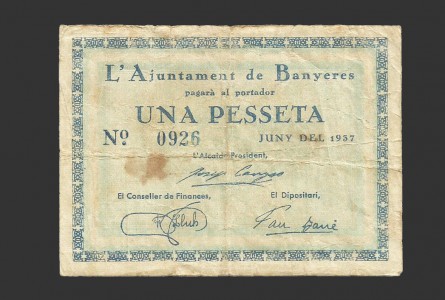 L'Ajuntament de Banyeres
pagarà al portador
UNA PESSETA
Nº 0926 JUNY DEL 1937
L'Alcalde-President,
El Conseller de Finances, El Dipositari,